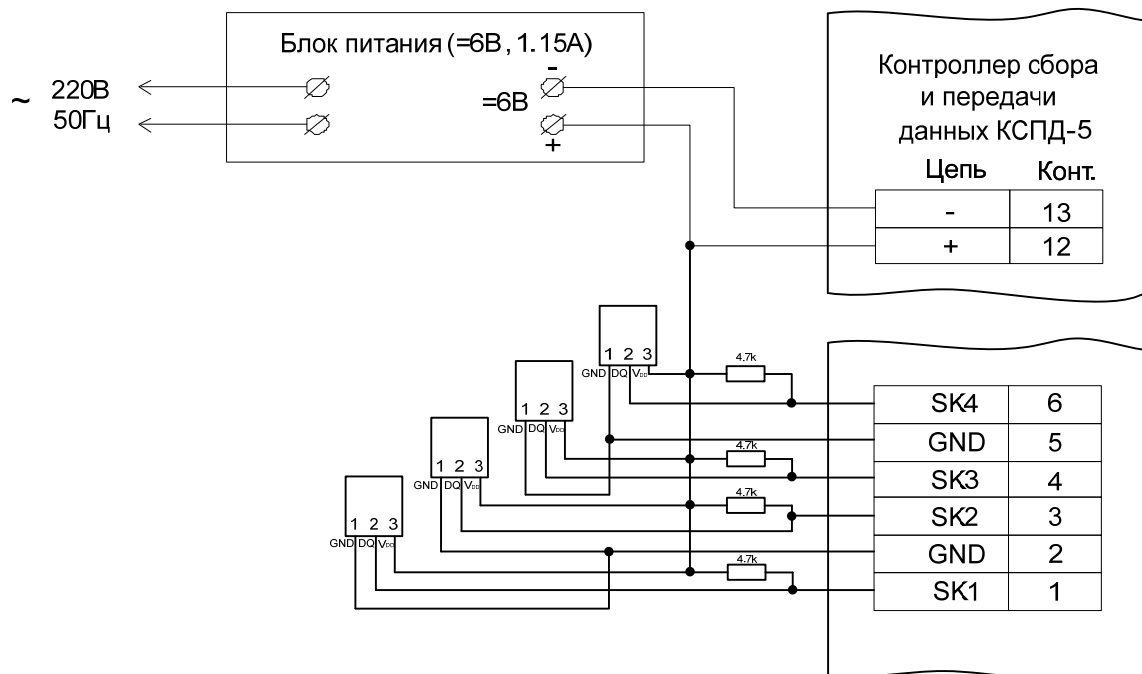 Блок питания (=6В, 1.15А)
~ 220В
50Гц
-
=6В
+
Контроллер сбора
и передачи
данных КСПД-5
Цепь Конт.
- 13
+ 12
1 2 3
GND DQ VDD
4.7k
1 2 3
GND DQ VDD
4.7k
1 2 3
GND DQ VDD
4.7k
1 2 3
GND DQ VDD
4.7k
SK4 6
GND 5
SK3 4
SK2 3
GND 2
SK1 1